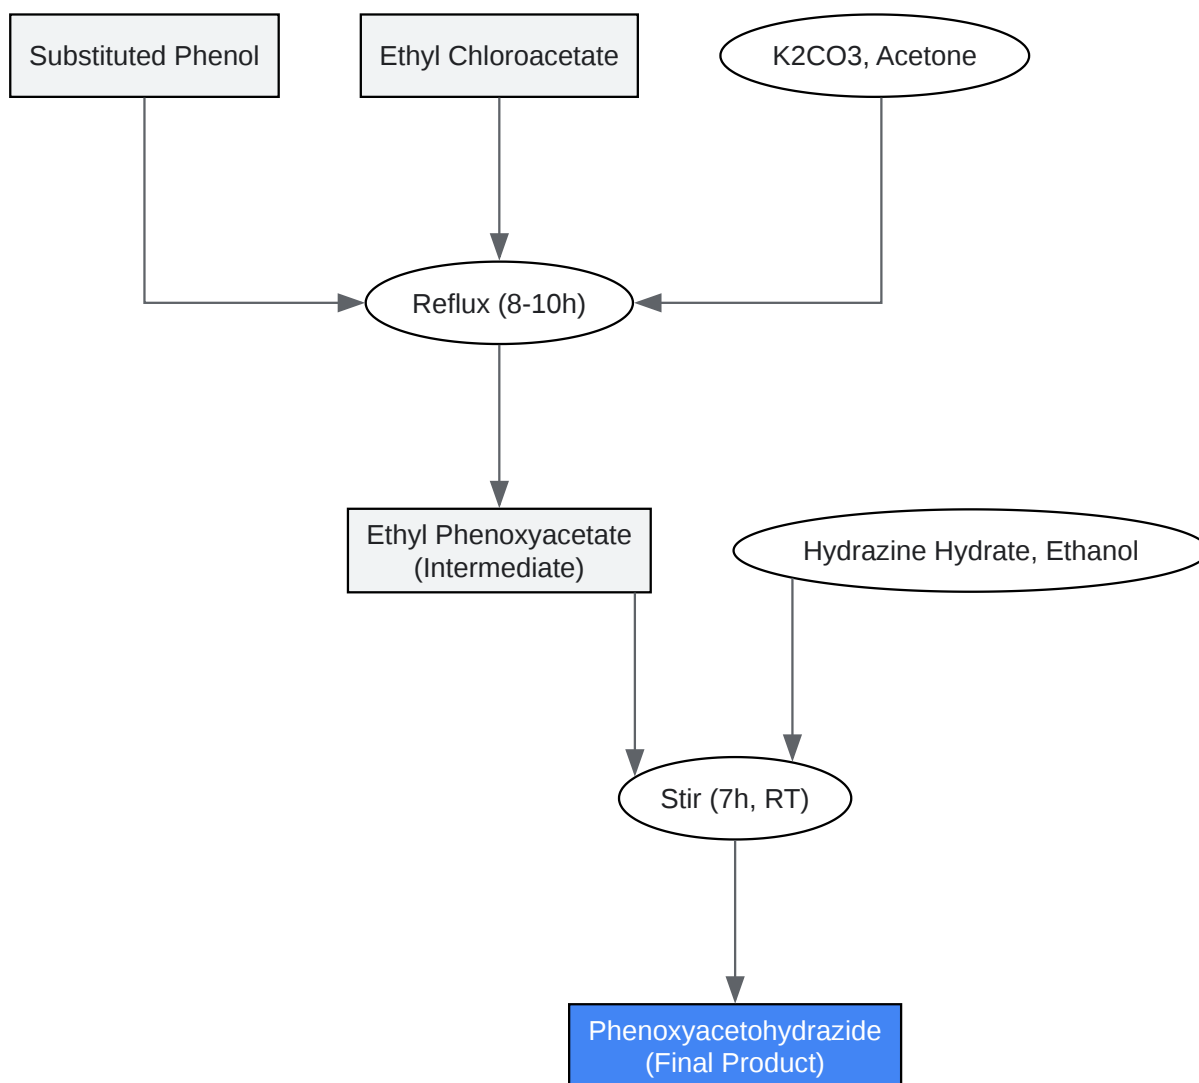 Substituted Phenol
Ethyl Chloroacetate
K2CO3, Acetone
Reflux (8-10h)
Ethyl Phenoxyacetate
(Intermediate)
Hydrazine Hydrate, Ethanol
Stir (7h, RT)
Phenoxyacetohydrazide
(Final Product)